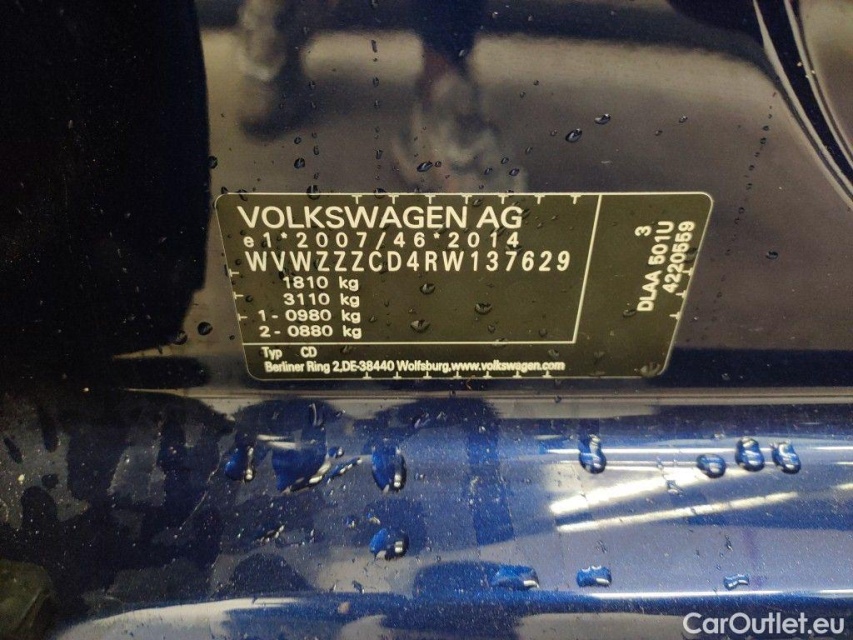 VOLKSWAGEN AG
e1*2007/46*2014
WVWZZZCD4RW137629
1810 kg
3110 kg
1- 0980 kg
2- 0880 kg
Typ CD
Berliner Ring 2,DE-38440 Wolfsburg,www.volkswagen.com
3
DLAA 501U
4220559
CarOutlet.eu